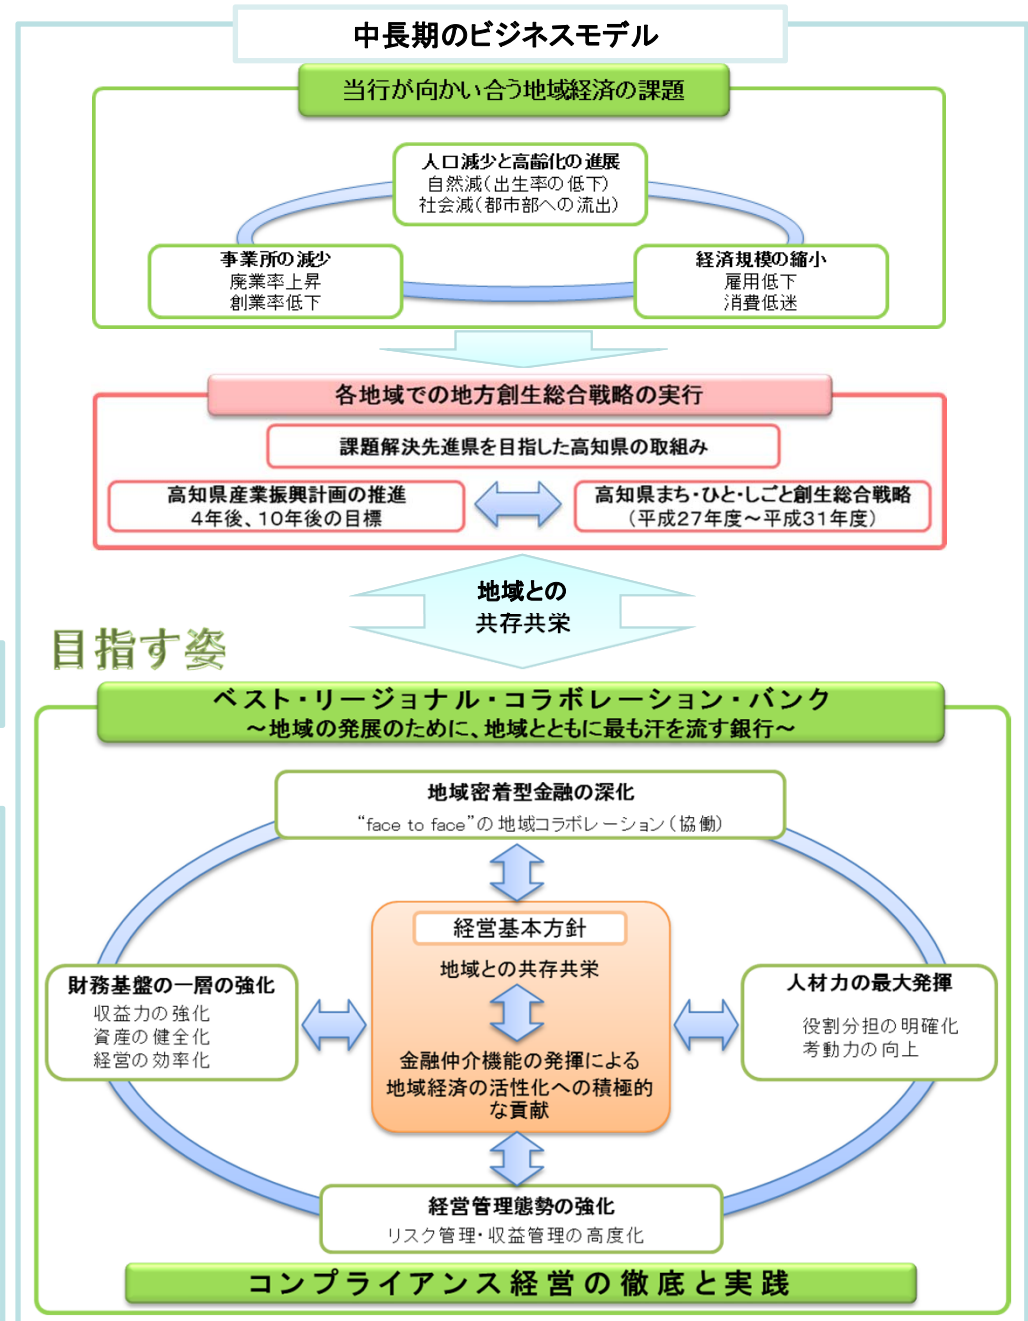 中長期のビジネスモデル
当行が向かい合う地域経済の課題
人口減少と高齢化の進展
自然減(出生率の低下)
社会減(都市部への流出)
事業所の減少
廃業率上昇
創業率低下
経済規模の縮小
雇用低下
消費低迷
各地域での地方創生総合戦略の実行
課題解決先進県を目指した高知県の取組み
高知県産業振興計画の推進
4年後、10年後の目標
高知県まち・ひと・しごと創生総合戦略
(平成27年度~平成31年度)
地域との
共存共栄
目指す姿
ベスト・リージョナル・コラボレーション・バンク
~地域の発展のために、地域とともに最も汗を流す銀行~
地域密着型金融の深化
“face to face”の地域コラボレーション(協働)
経営基本方針
地域との共存共栄
金融仲介機能の発揮による
地域経済の活性化への積極的
な貢献
財務基盤の一層の強化
収益力の強化
資産の健全化
経営の効率化
人材力の最大発揮
役割分担の明確化
考動力の向上
経営管理態勢の強化
リスク管理・収益管理の高度化
コンプライアンス経営の徹底と実践